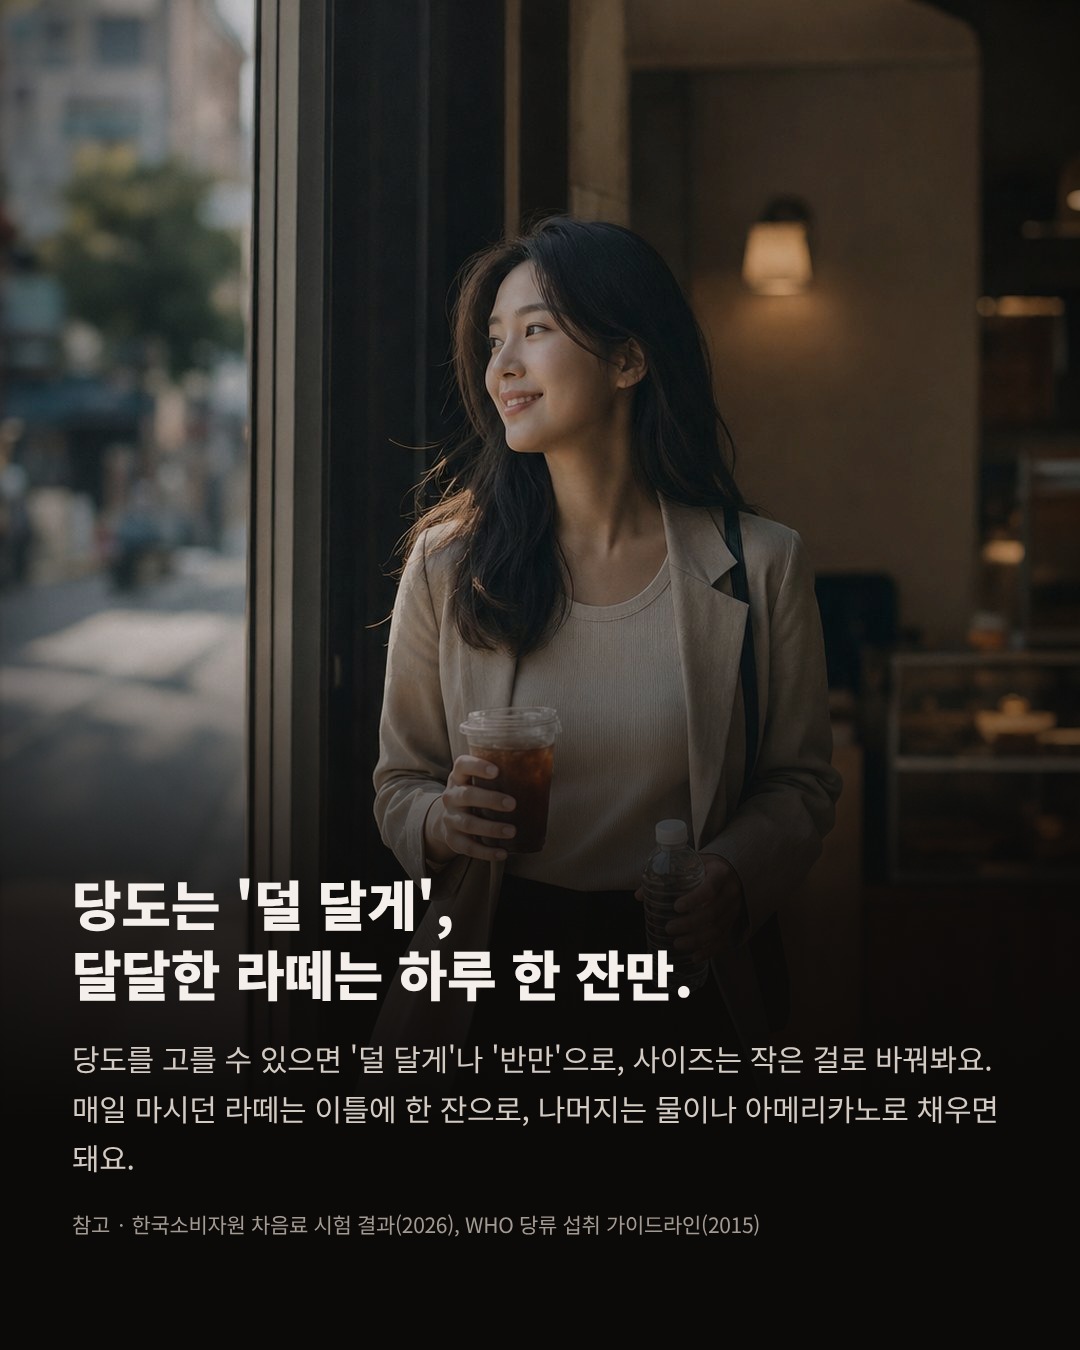 당도는 '덜 달게',
달달한 라떼는 하루 한 잔만.
당도를 고를 수 있으면 '덜 달게'나 '반만'으로, 사이즈는 작은 걸로 바꿔봐요.
매일 마시던 라떼는 이틀에 한 잔으로, 나머지는 물이나 아메리카노로 채우면
돼요.
참고 · 한국소비자원 차음료 시험 결과(2026), WHO 당류 섭취 가이드라인(2015)